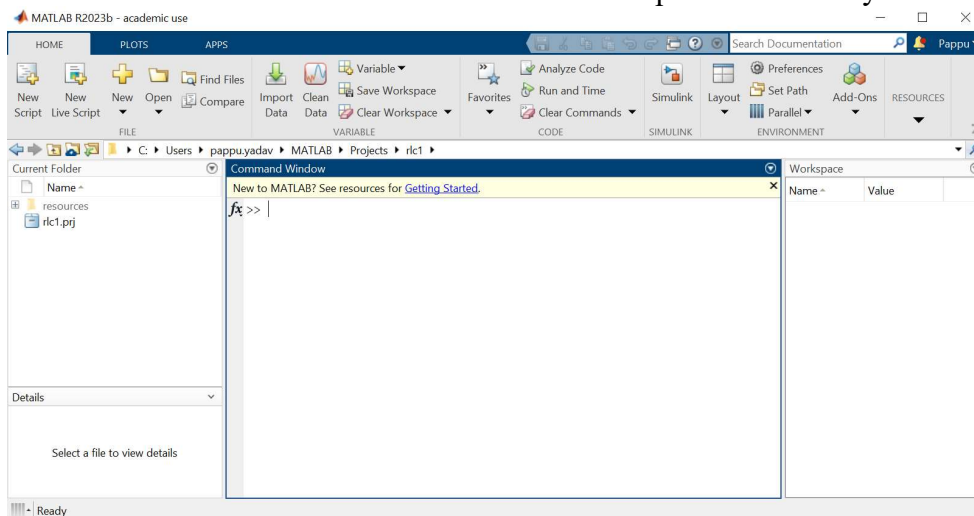 MATLAB R2023b - academic use
HOME PLOTS APPS
Search Documentation
Pappu
New Script
New Live Script
New
Open
Find Files
Compare
FILE
Import Data
Clean Data
Variable
Save Workspace
Clear Workspace
VARIABLE
Favorites
Analyze Code
Run and Time
Clear Commands
CODE
Simulink
SIMULINK
Layout
Preferences
Set Path
Parallel
Add-Ons
ENVIRONMENT
RESOURCES
C: Users pappu.yadav MATLAB Projects rlc1
Current Folder
Name
resources
rlc1.prj
Details
Select a file to view details
Command Window
New to MATLAB? See resources for Getting Started.
fx >>
Workspace
Name Value
Ready